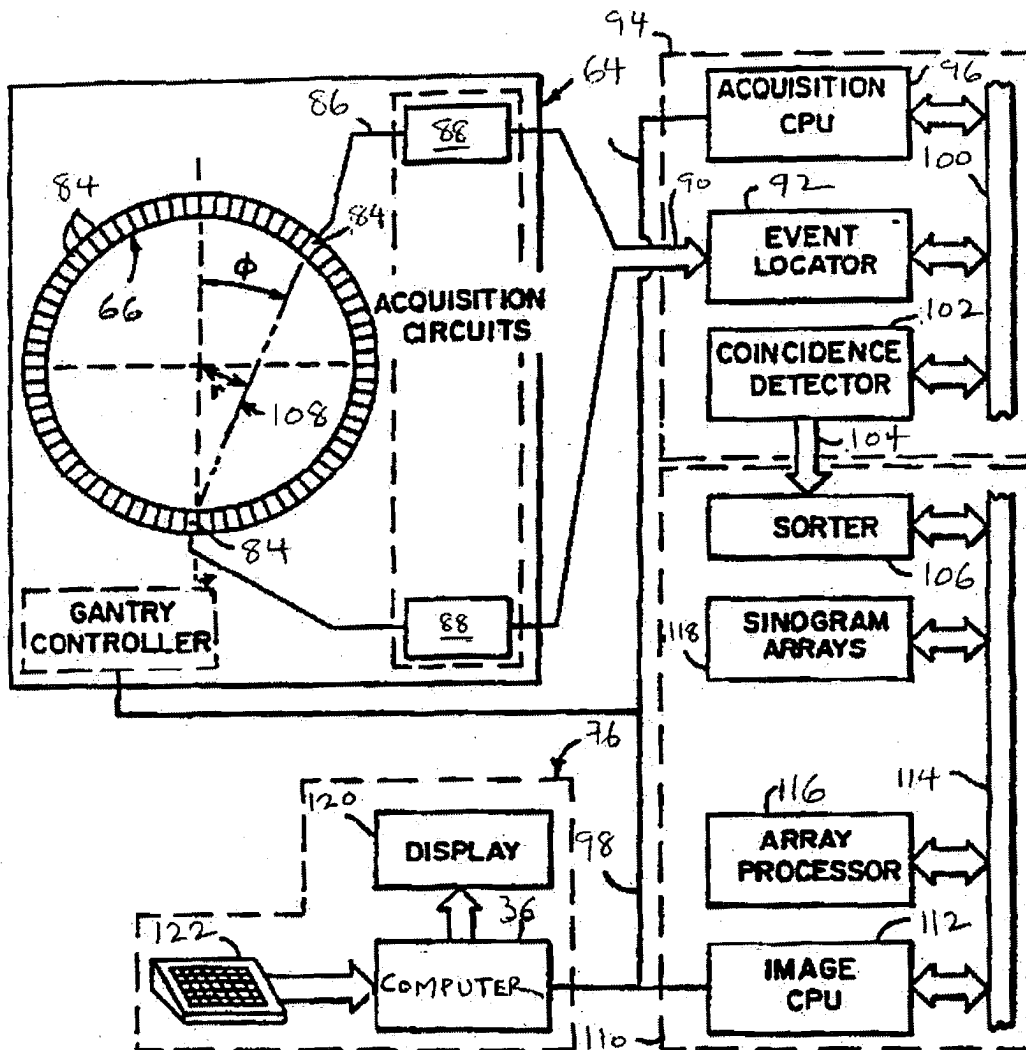 94
64
ACQUISITION
CPU
96
86
88
100
84
84
90
92
EVENT
LOCATOR
66
ϕ
ACQUISITION
CIRCUITS
102
COINCIDENCE
DETECTOR
r
108
104
84
SORTER
106
GANTRY
CONTROLLER
88
118
SINOGRAM
ARRAYS
76
120
DISPLAY
98
116
ARRAY
PROCESSOR
114
36
122
COMPUTER
112
IMAGE
CPU
110